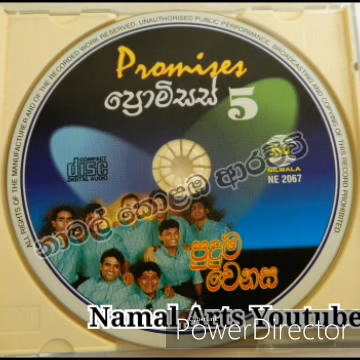 ALL RIGHTS OF THE MANUFACTURER AND OF THE OWNER OF THE RECORDED WORK RESERVED. UNAUTHORISED PUBLIC PERFORMANCE, BROADCASTING AND COPYING OF THIS RECORD PROHIBITED
Promises
ප්‍රොමිසස් 5
COMPACT
disc
DIGITAL AUDIO
NILWALA
NE 2067
නාමල් කොළඹ ආරච්චි
පුදුම
වෙනස
Namal Arts Youtube
PowerDirector